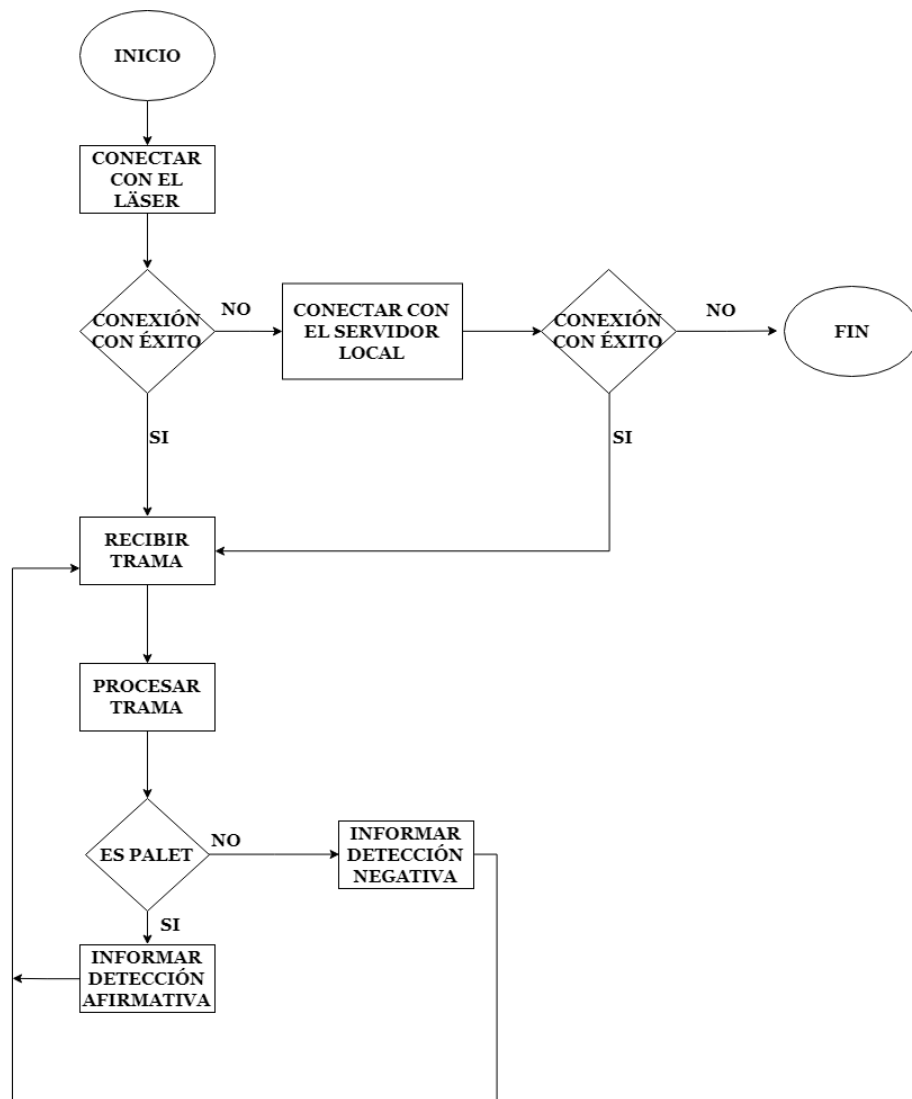 INICIO
CONECTAR
CON EL
LÄSER
CONEXIÓN
CON ÉXITO
NO
CONECTAR CON
EL SERVIDOR
LOCAL
CONEXIÓN
CON ÉXITO
NO
FIN
SI
SI
RECIBIR
TRAMA
PROCESAR
TRAMA
ES PALET
NO
INFORMAR
DETECCIÓN
NEGATIVA
SI
INFORMAR
DETECCIÓN
AFIRMATIVA